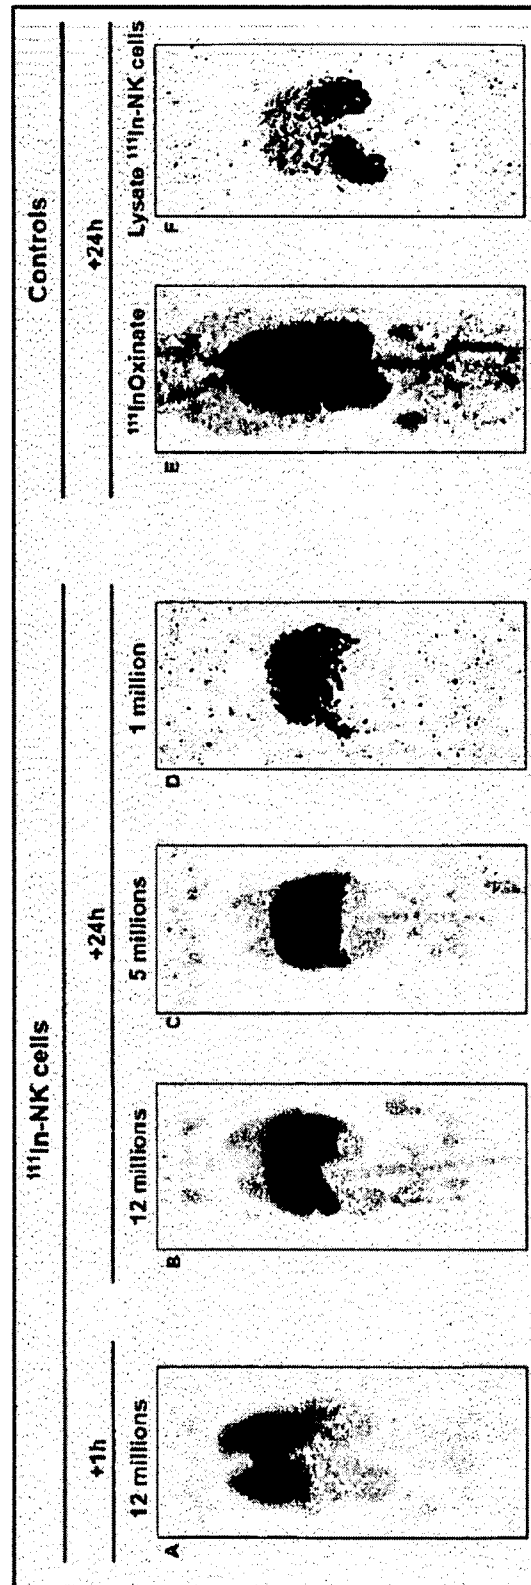 ¹¹¹In-NK cells
Controls
+1h
+24h
+24h
12 millions
12 millions
5 millions
1 million
¹¹¹InOxinate
Lysate ¹¹¹In-NK cells
A
B
C
D
E
F